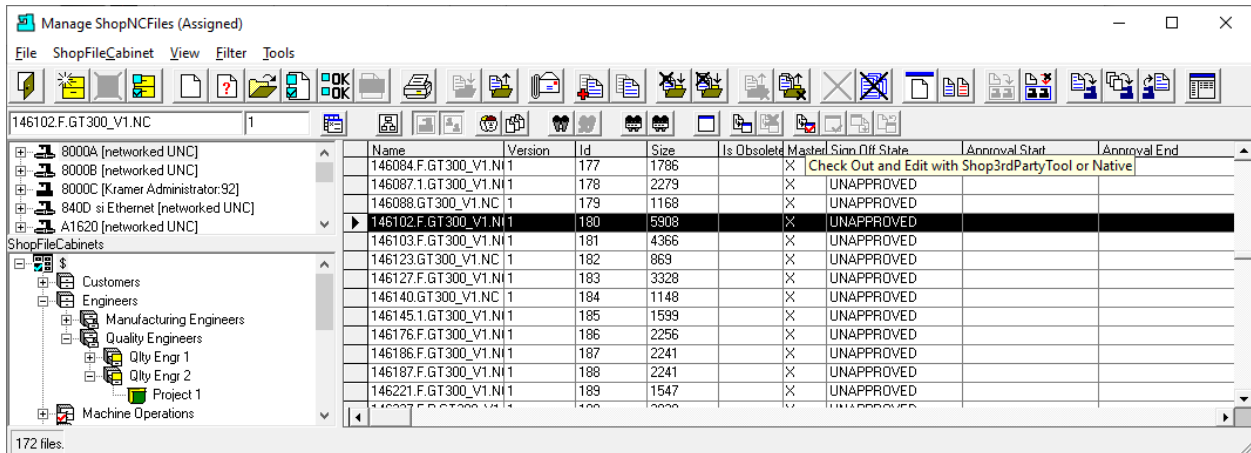 Manage ShopNCFiles (Assigned)
File ShopFileCabinet View Filter Tools
146102.F.GT300_V1.NC 1
8000A [networked UNC]
8000B [networked UNC]
8000C [Kramer Administrator:92]
840D si Ethernet [networked UNC]
A1620 [networked UNC]
ShopFileCabinets
$
Customers
Engineers
Manufacturing Engineers
Quality Engineers
Qlty Engr 1
Qlty Engr 2
Project 1
Machine Operations
Name Version Id Size Is Obsolete Master Sign Off State Approval Start Approval End
146084.F.GT300_V1.N 1 177 1786 X
Check Out and Edit with Shop3rdPartyTool or Native
146087.1.GT300_V1.N 1 178 2279 X UNAPPROVED
146088.GT300_V1.NC 1 179 1168 X UNAPPROVED
146102.F.GT300_V1.N 1 180 5908 X UNAPPROVED
146103.F.GT300_V1.N 1 181 4366 X UNAPPROVED
146123.GT300_V1.NC 1 182 869 X UNAPPROVED
146127.F.GT300_V1.N 1 183 3328 X UNAPPROVED
146140.GT300_V1.NC 1 184 1148 X UNAPPROVED
146145.1.GT300_V1.N 1 185 1599 X UNAPPROVED
146176.F.GT300_V1.N 1 186 2256 X UNAPPROVED
146186.F.GT300_V1.N 1 187 2241 X UNAPPROVED
146187.F.GT300_V1.N 1 188 2241 X UNAPPROVED
146221.F.GT300_V1.N 1 189 1547 X UNAPPROVED
172 files.